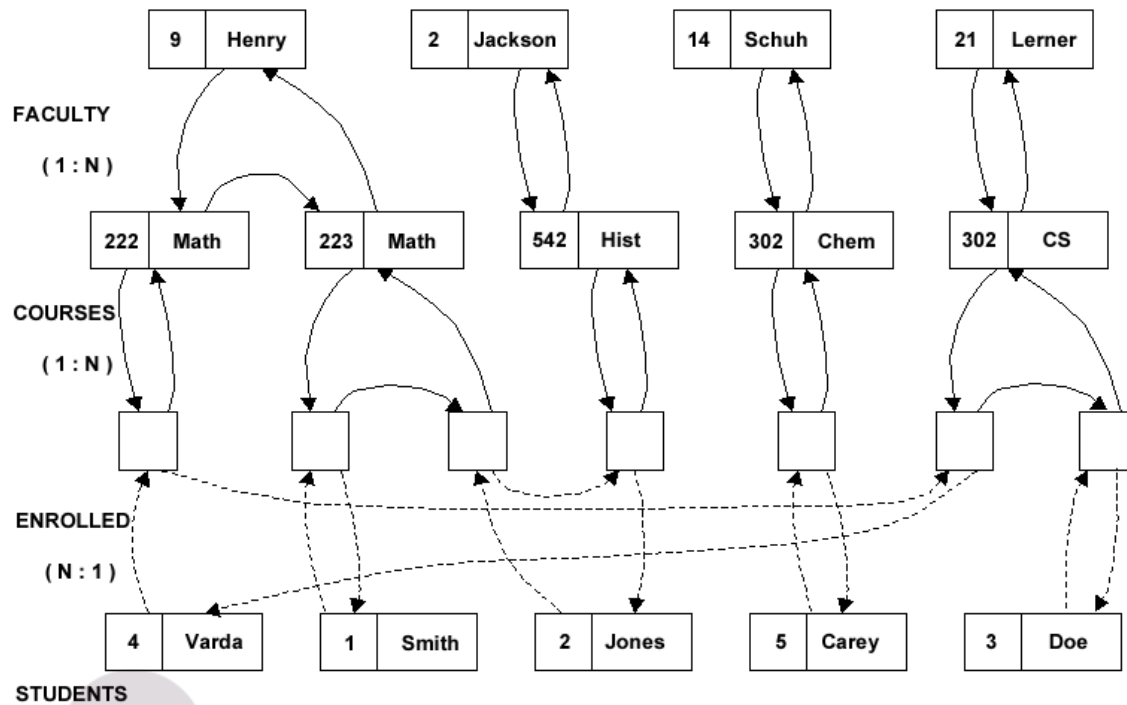 9 Henry 2 Jackson 14 Schuh 21 Lerner
FACULTY
( 1 : N )
222 Math 223 Math 542 Hist 302 Chem 302 CS
COURSES
( 1 : N )
ENROLLED
( N : 1 )
4 Varda 1 Smith 2 Jones 5 Carey 3 Doe
STUDENTS